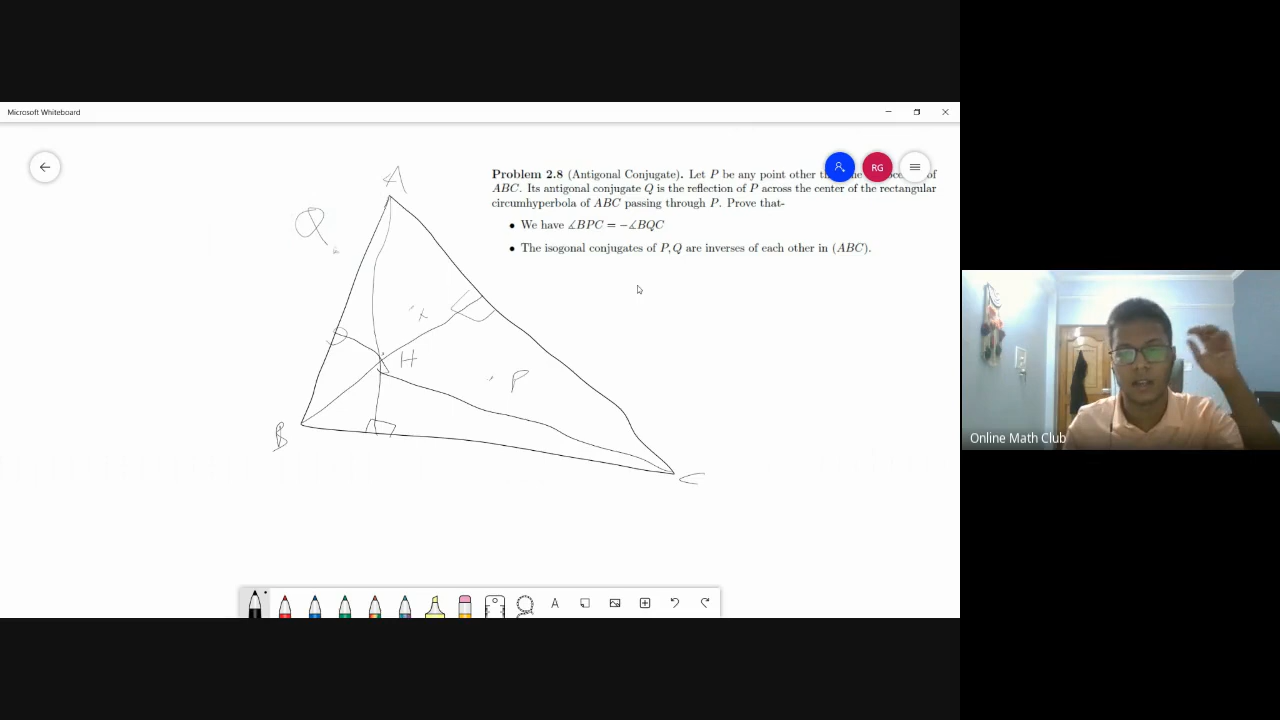 Microsoft Whiteboard
RG
Problem 2.8 (Antigonal Conjugate). Let P be any point other of
ABC. Its antigonal conjugate Q is the reflection of P across the center of the rectangular
circumhyperbola of ABC passing through P. Prove that-
• We have ∡BPC = −∡BQC
• The isogonal conjugates of P, Q are inverses of each other in (ABC).
A
Q
X
H
P
B
C
Online Math Club
A